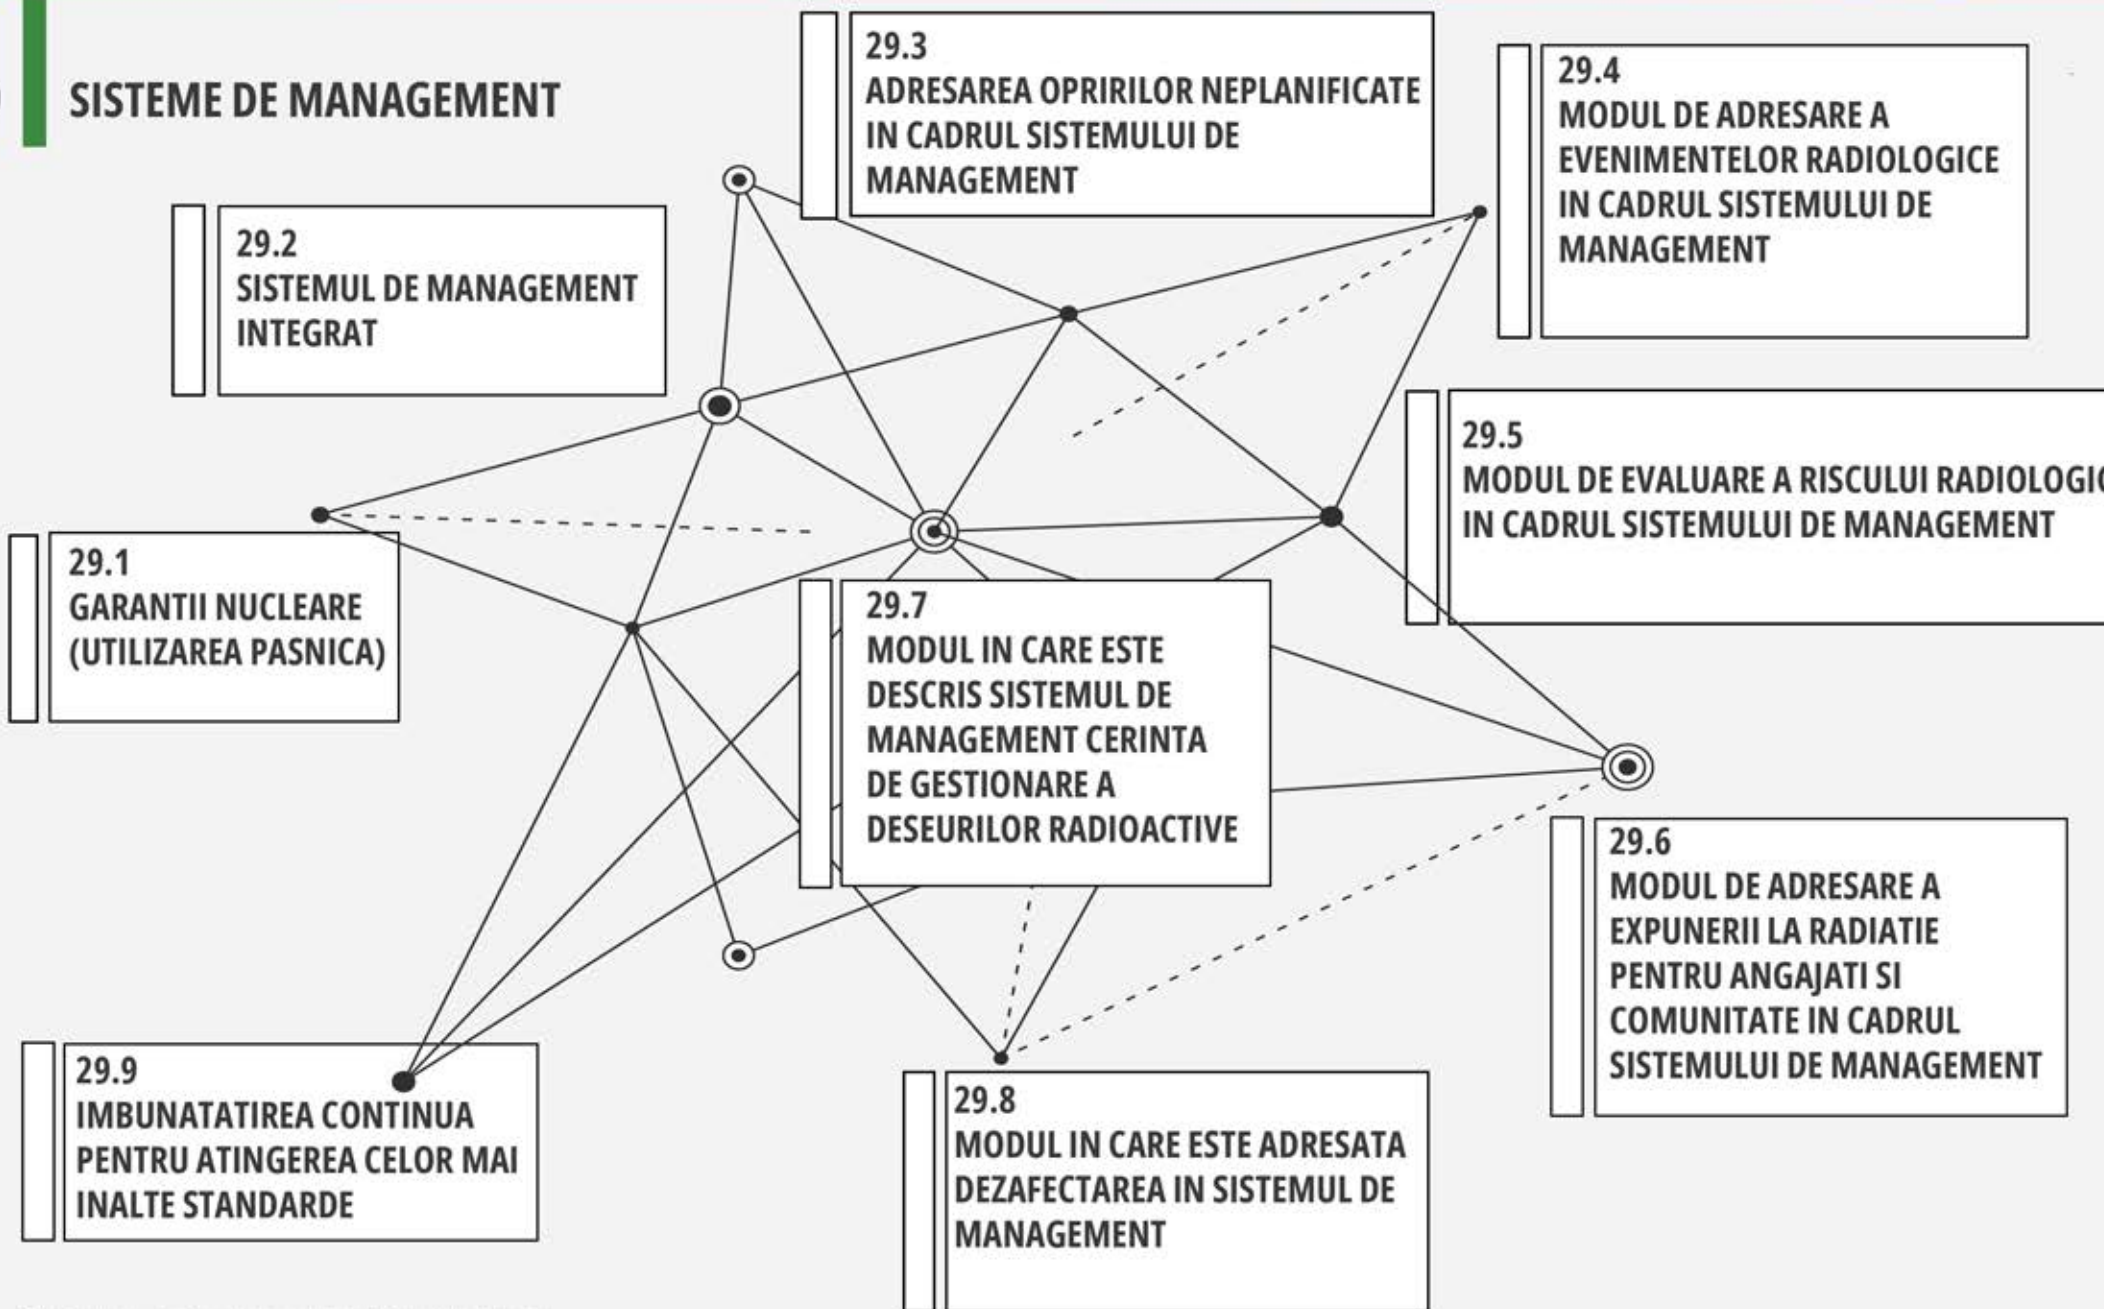 SISTEME DE MANAGEMENT
29.3
ADRESAREA OPRIRILOR NEPLANIFICATE
IN CADRUL SISTEMULUI DE
MANAGEMENT
29.4
MODUL DE ADRESARE A
EVENIMENTELOR RADIOLOGICE
IN CADRUL SISTEMULUI DE
MANAGEMENT
29.2
SISTEMUL DE MANAGEMENT
INTEGRAT
29.5
MODUL DE EVALUARE A RISCULUI
IN CADRUL SISTEMULUI DE MANAGEMENT
29.1
GARANTII NUCLEARE
(UTILIZAREA PASNICA)
29.7
MODUL IN CARE ESTE
DESCRIS SISTEMUL DE
MANAGEMENT CERINTA
DE GESTIONARE A
DESEURILOR RADIOACTIVE
29.6
MODUL DE ADRESARE A
EXPUNERII LA RADIATIE
PENTRU ANGAJATI SI
COMUNITATE IN CADRUL
SISTEMULUI DE MANAGEMENT
29.9
IMBUNATATIREA CONTINUA
PENTRU ATINGEREA CELOR MAI
INALTE STANDARDE
29.8
MODUL IN CARE ESTE ADRESATA
DEZAFECTAREA IN SISTEMUL DE
MANAGEMENT